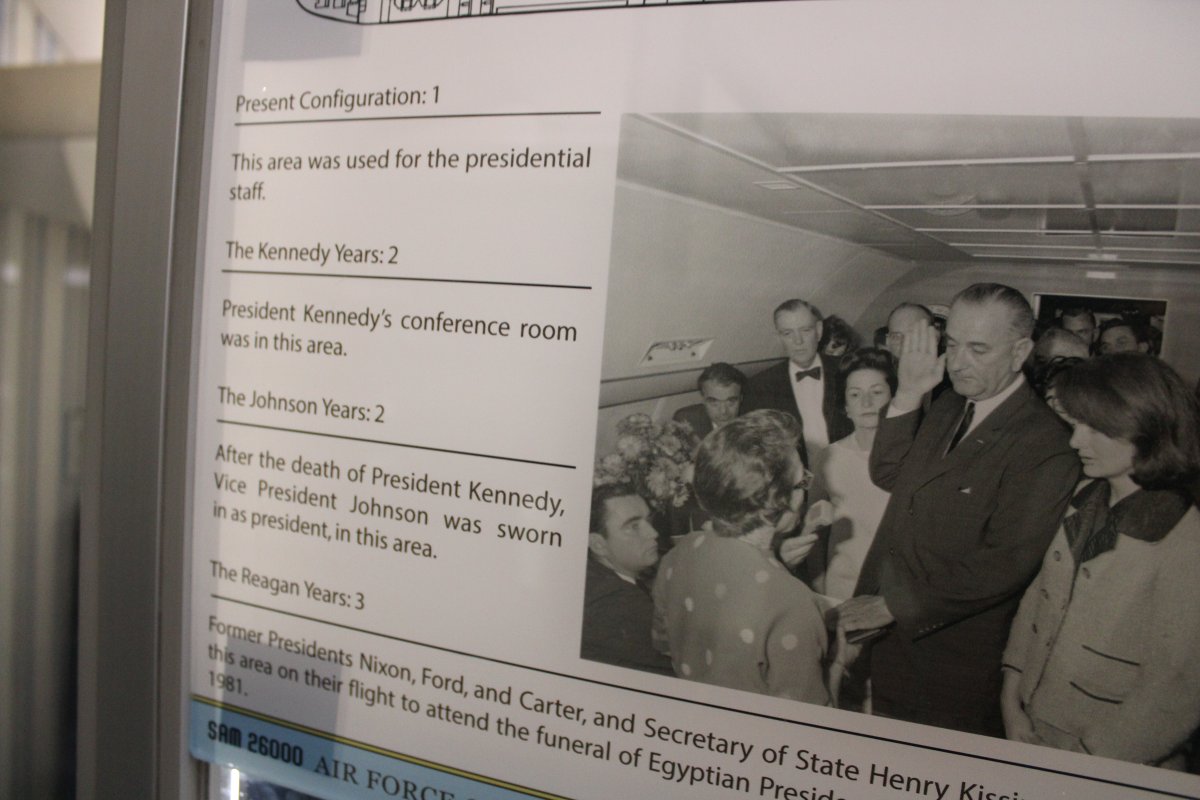 Present Configuration: 1
This area was used for the presidential
staff.
The Kennedy Years: 2
President Kennedy's conference room
was in this area.
The Johnson Years: 2
After the death of President Kennedy,
Vice President Johnson was sworn
in as president, in this area.
The Reagan Years: 3
Former Presidents Nixon, Ford, and Carter, and Secretary of State Henry
this area on their flight to attend the funeral of Egyptian
1981.
SAM 26000 AIR FORCE